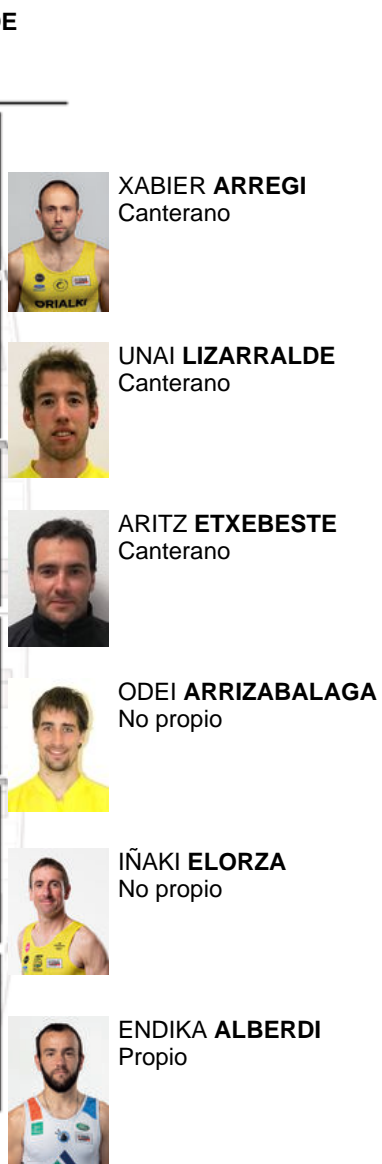 DE
XABIER ARREGI
Canterano
ORIALKI
UNAI LIZARRALDE
Canterano
ARITZ ETXEBESTE
Canterano
ODEI ARRIZABALAGA
No propio
IÑAKI ELORZA
No propio
ENDIKA ALBERDI
Propio